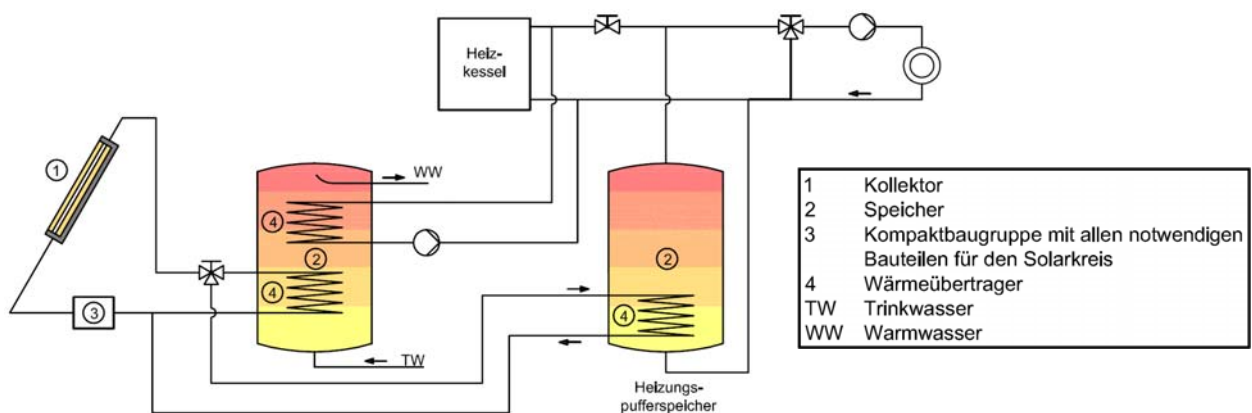 Heiz-
kessel
1
WW
4
2
4
3
TW
2
4
Heizungs-
pufferspeicher
1 Kollektor
2 Speicher
3 Kompaktbaugruppe mit allen notwendigen
Bauteilen für den Solarkreis
4 Wärmeübertrager
TW Trinkwasser
WW Warmwasser